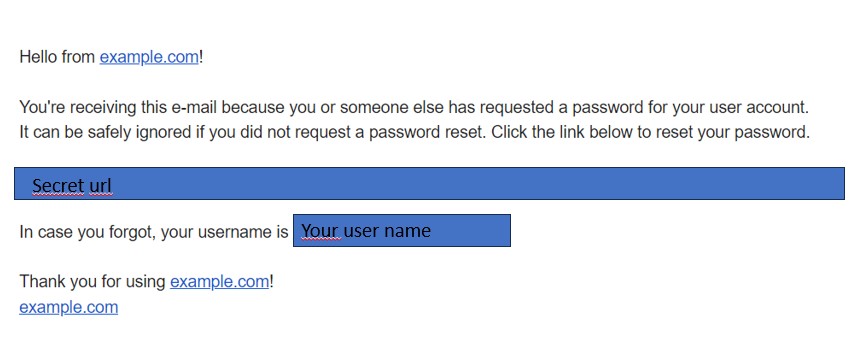 Hello from example.com!
You're receiving this e-mail because you or someone else has requested a password for your user account.
It can be safely ignored if you did not request a password reset. Click the link below to reset your password.
Secret url
In case you forgot, your username is Your user name
Thank you for using example.com!
example.com